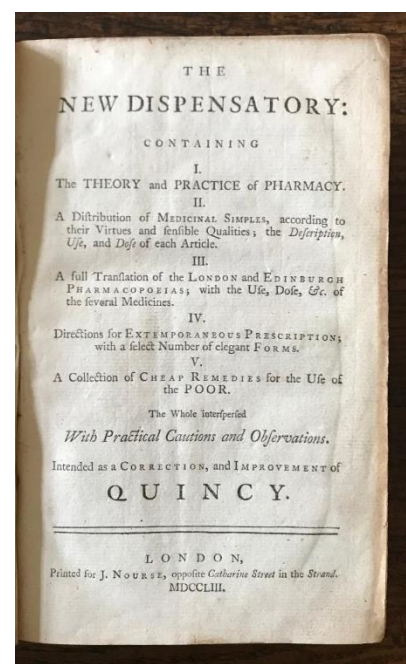 THE
NEW DISPENSATORY:
CONTAINING
I.
The THEORY and PRACTICE of PHARMACY.
II.
A Diſtribution of MEDICINAL SIMPLES, according to
their Virtues and ſenſible Qualities; the Deſcription,
Uſe, and Doſe of each Article.
III.
A full Tranſlation of the LONDON and EDINBURGH
PHARMACOPOEIAS; with the Uſe, Doſe, &c. of
the ſeveral Medicines.
IV.
Directions for EXTEMPORANEOUS PRESCRIPTION;
with a ſelect Number of elegant FORMS.
V.
A Collection of CHEAP REMEDIES for the Uſe of
the POOR.
The Whole interſperſed
With Practical Cautions and Obſervations.
Intended as a CORRECTION, and IMPROVEMENT of
QUINCY.
LONDON,
Printed for J. NOURSE, oppoſite Catharine Street in the Strand.
MDCCLIII.